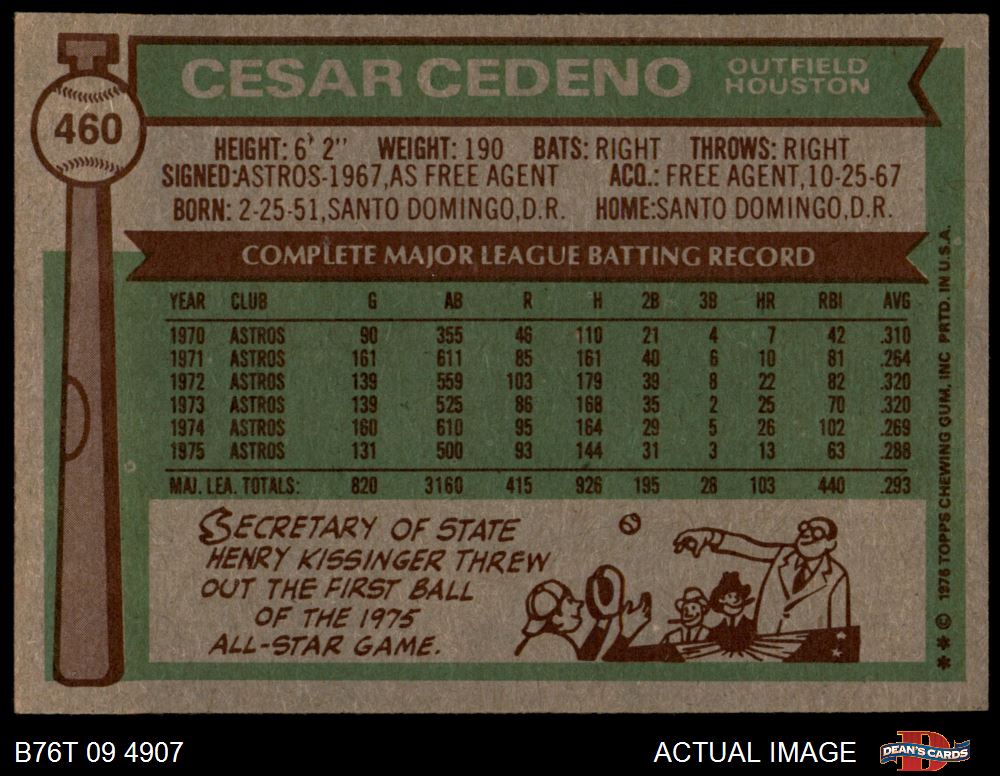 CESAR CEDENO
OUTFIELD
HOUSTON
460
HEIGHT: 6' 2" WEIGHT: 190 BATS: RIGHT THROWS: RIGHT
SIGNED:ASTROS-1967,AS FREE AGENT ACQ.: FREE AGENT,10-25-67
BORN: 2-25-51,SANTO DOMINGO,D.R. HOME:SANTO DOMINGO,D.R.
COMPLETE MAJOR LEAGUE BATTING RECORD
YEAR CLUB G AB R H 2B 3B HR RBI AVG
1970 ASTROS 90 355 46 110 21 4 7 42 .310
1971 ASTROS 161 611 85 161 40 6 10 81 .264
1972 ASTROS 139 559 103 179 39 8 22 82 .320
1973 ASTROS 139 525 86 168 35 2 25 70 .320
1974 ASTROS 160 610 95 164 29 5 26 102 .269
1975 ASTROS 131 500 93 144 31 3 13 63 .288
MAJ. LEA. TOTALS: 820 3160 415 926 195 28 103 440 .293
SECRETARY OF STATE
HENRY KISSINGER THREW
OUT THE FIRST BALL
OF THE 1975
ALL-STAR GAME.
** © 1976 TOPPS CHEWING GUM, INC PRTD. IN U.S.A.
B76T 09 4907
ACTUAL IMAGE
D
DEAN'S CARDS